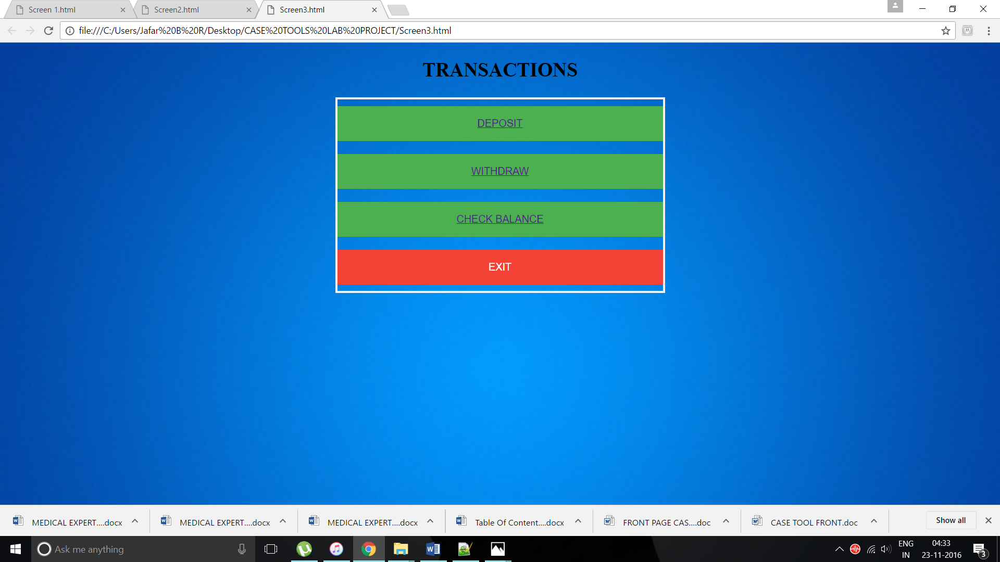 Screen 1.html
Screen2.html
Screen3.html
file:///C:/Users/Jafar%20B%20R/Desktop/CASE%20TOOLS%20LAB%20PROJECT/Screen3.html
TRANSACTIONS
DEPOSIT
WITHDRAW
CHECK BALANCE
EXIT
MEDICAL EXPERT....docx
MEDICAL EXPERT....docx
MEDICAL EXPERT....docx
Table Of Content....docx
FRONT PAGE CAS....doc
CASE TOOL FRONT.doc
Show all
Ask me anything
ENG
IN
04:33
23-11-2016
3